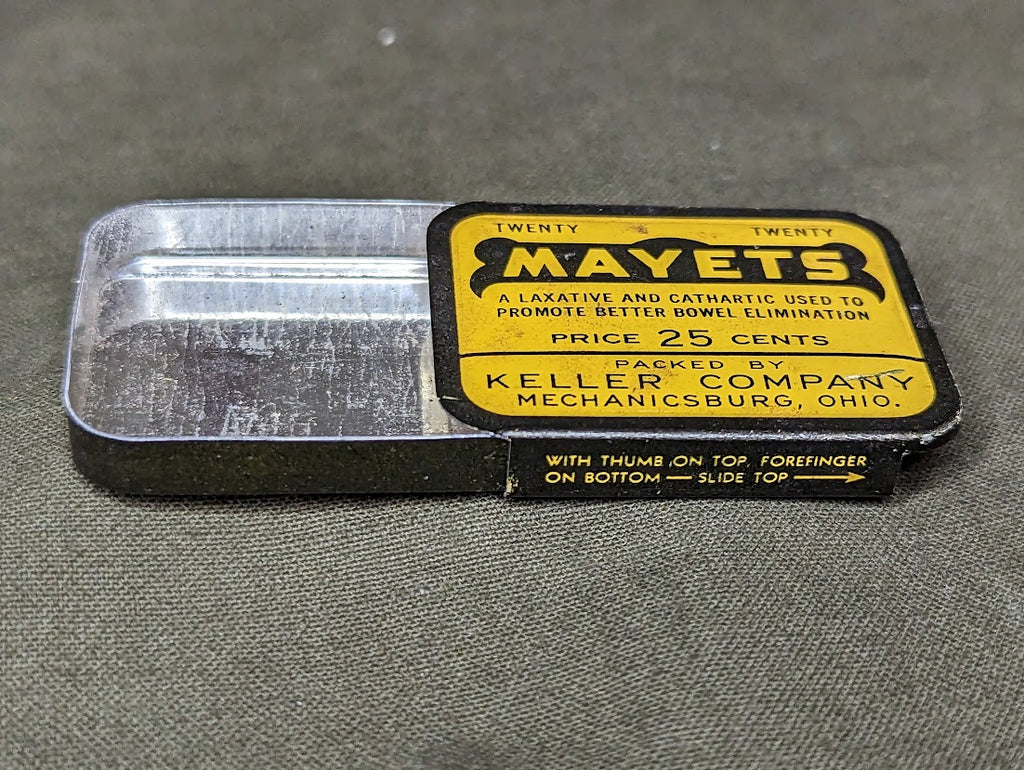 TWENTY TWENTY
MAYETS
A LAXATIVE AND CATHARTIC USED TO
PROMOTE BETTER BOWEL ELIMINATION
PRICE 25 CENTS
PACKED BY
KELLER COMPANY
MECHANICSBURG, OHIO.
WITH THUMB ON TOP, FOREFINGER
ON BOTTOM — SLIDE TOP ⟶